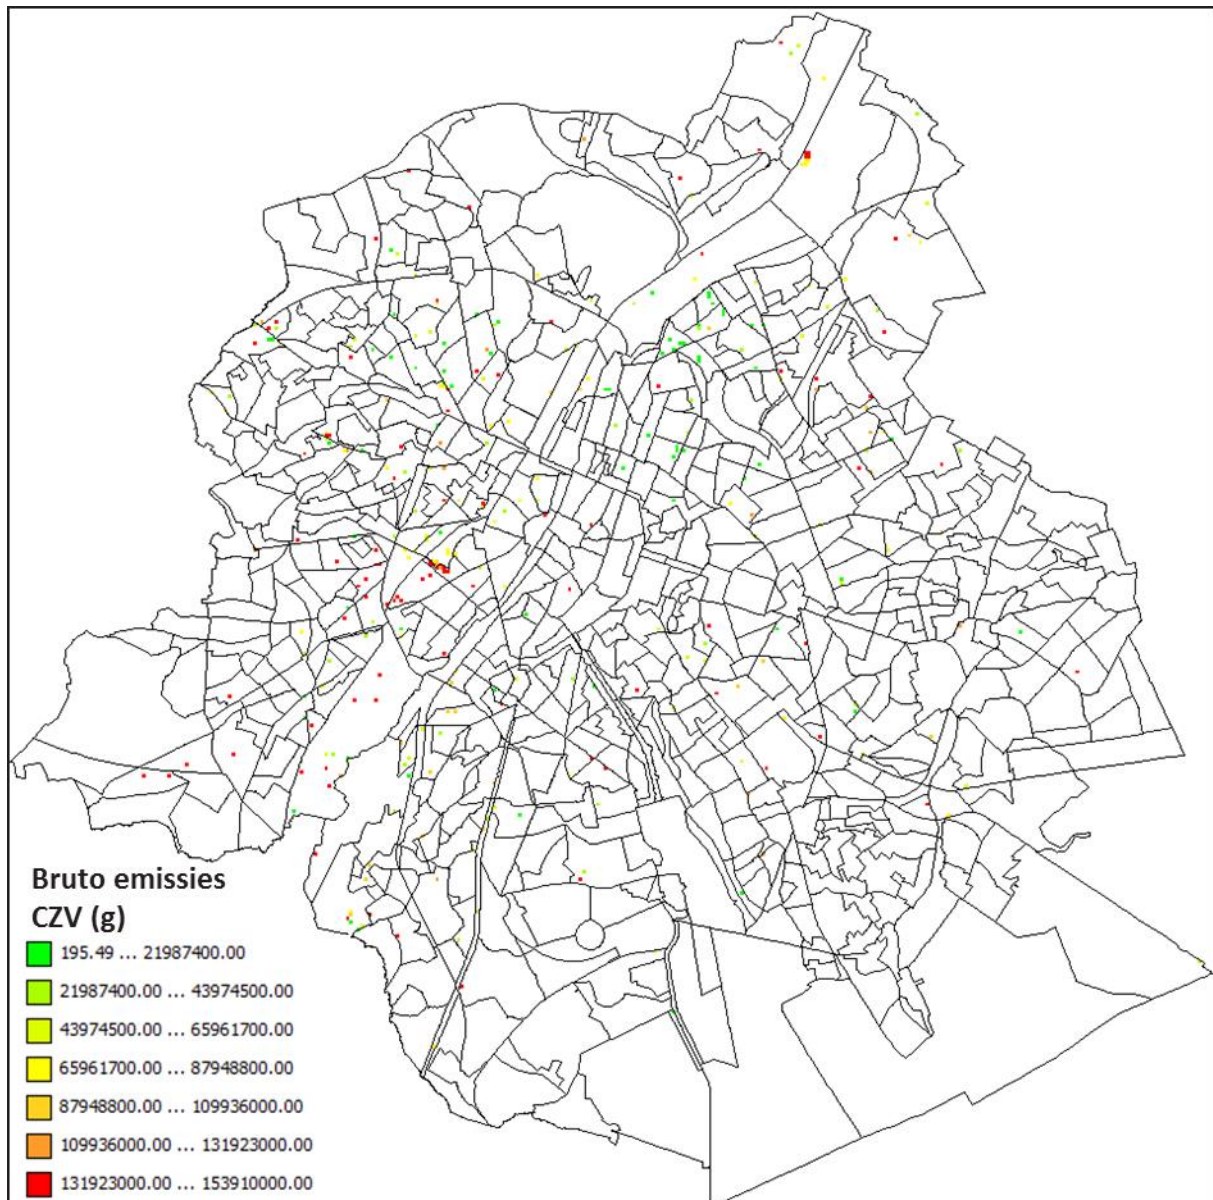 Bruto emissies
CZV (g)
195.49 ... 21987400.00
21987400.00 ... 43974500.00
43974500.00 ... 65961700.00
65961700.00 ... 87948800.00
87948800.00 ... 109936000.00
109936000.00 ... 131923000.00
131923000.00 ... 153910000.00